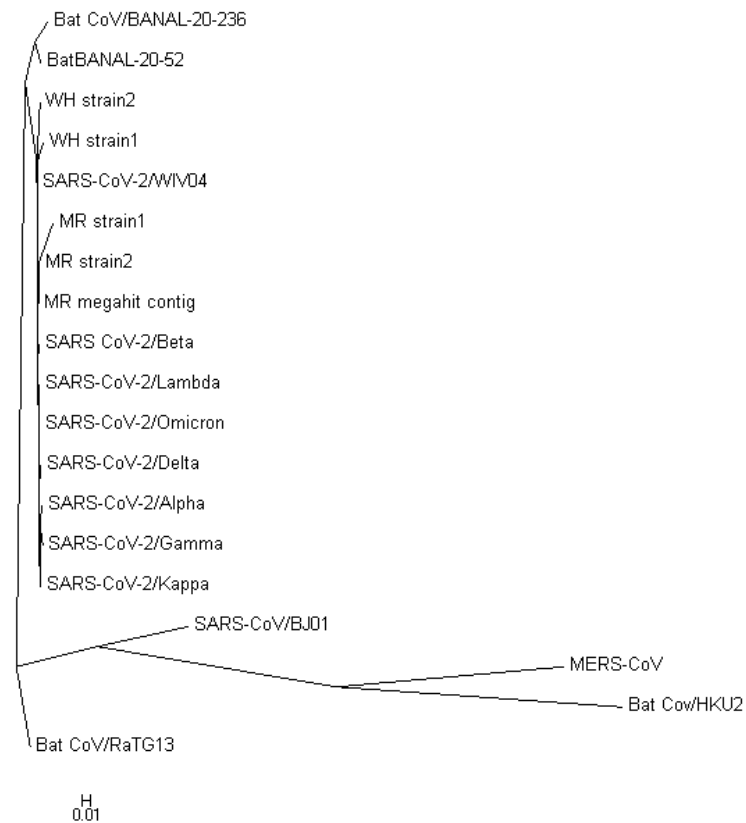 Bat CoV/BANAL-20-236
BatBANAL-20-52
WH strain2
WH strain1
SARS-CoV-2/WIV04
MR strain1
MR strain2
MR megahit contig
SARS CoV-2/Beta
SARS-CoV-2/Lambda
SARS-CoV-2/Omicron
SARS-CoV-2/Delta
SARS-CoV-2/Alpha
SARS-CoV-2/Gamma
SARS-CoV-2/Kappa
SARS-CoV/BJ01
MERS-CoV
Bat Cov/HKU2
Bat CoV/RaTG13
0.01